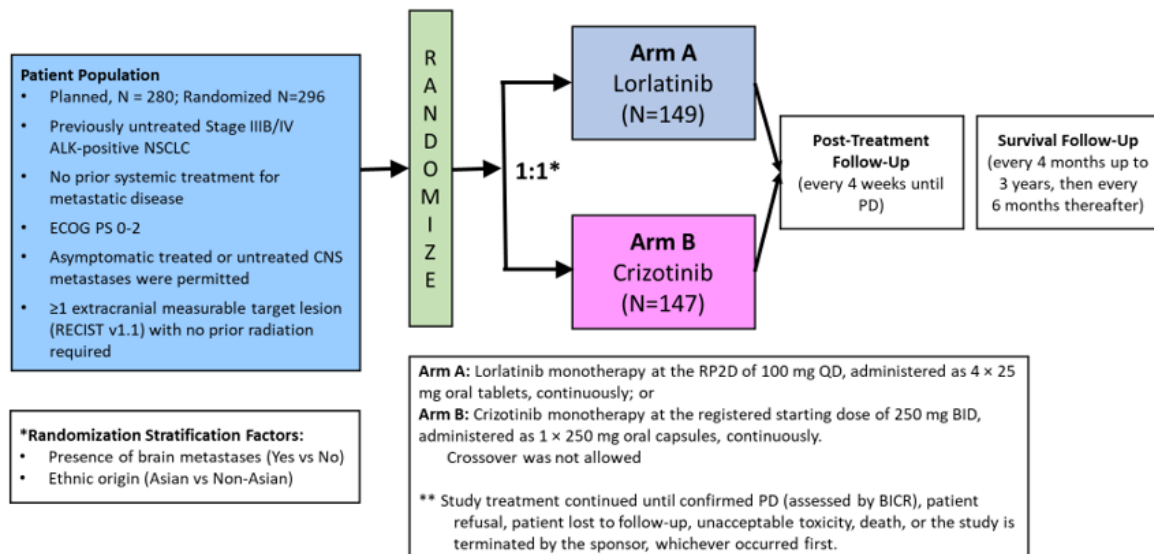 Patient Population
• Planned, N = 280; Randomized N=296
• Previously untreated Stage IIIB/IV
ALK-positive NSCLC
• No prior systemic treatment for
metastatic disease
• ECOG PS 0-2
• Asymptomatic treated or untreated CNS
metastases were permitted
• ≥1 extracranial measurable target lesion
(RECIST v1.1) with no prior radiation
required
*Randomization Stratification Factors:
• Presence of brain metastases (Yes vs No)
• Ethnic origin (Asian vs Non-Asian)
R
A
N
D
O
M
I
Z
E
1:1*
Arm A
Lorlatinib
(N=149)
Arm B
Crizotinib
(N=147)
Post-Treatment
Follow-Up
(every 4 weeks until
PD)
Survival Follow-Up
(every 4 months up to
3 years, then every
6 months thereafter)
Arm A: Lorlatinib monotherapy at the RP2D of 100 mg QD, administered as 4 × 25
mg oral tablets, continuously; or
Arm B: Crizotinib monotherapy at the registered starting dose of 250 mg BID,
administered as 1 × 250 mg oral capsules, continuously.
Crossover was not allowed
** Study treatment continued until confirmed PD (assessed by BICR), patient
refusal, patient lost to follow-up, unacceptable toxicity, death, or the study is
terminated by the sponsor, whichever occurred first.